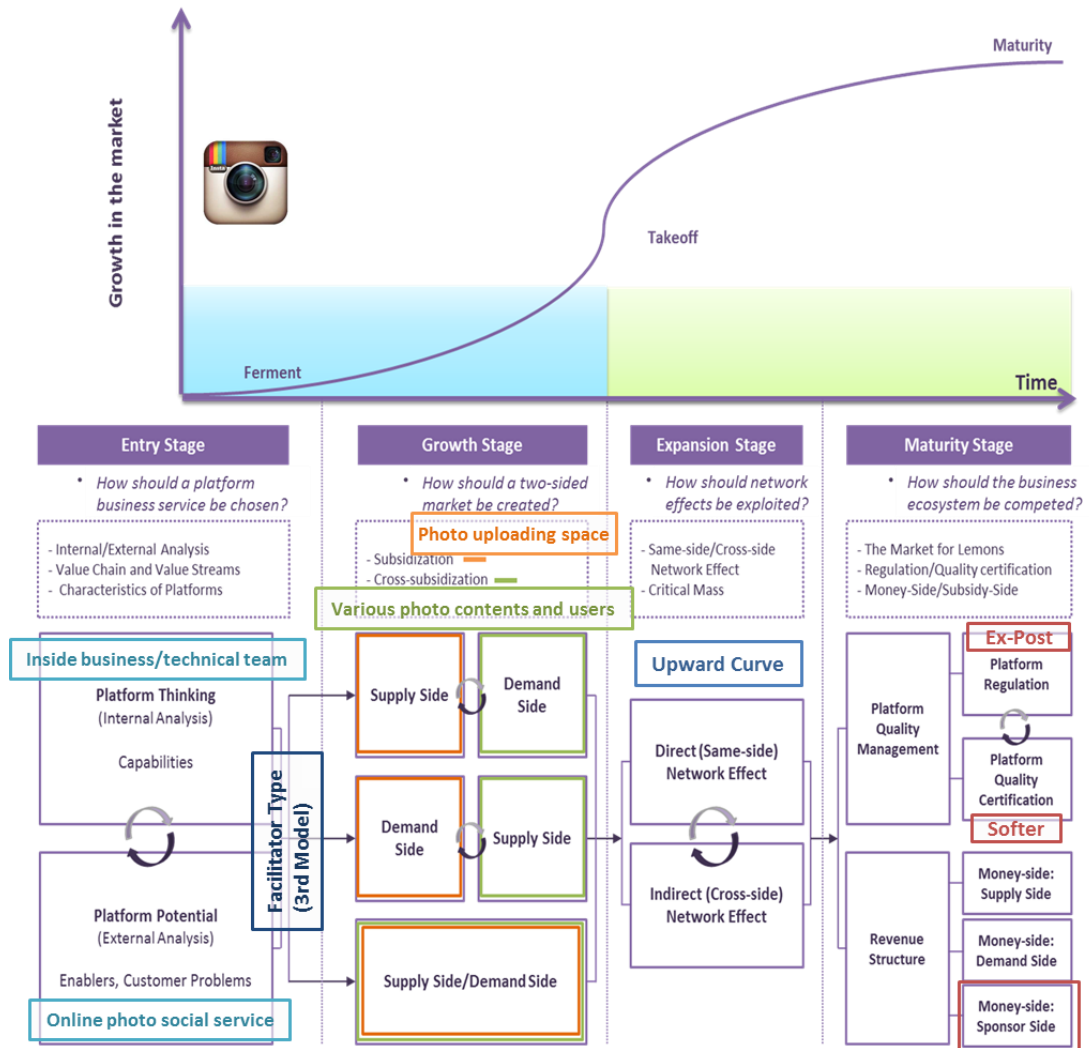 Growth in the market
Maturity
Insta
Takeoff
Ferment
Time
Entry Stage
• How should a platform
business service be chosen?
- Internal/External Analysis
- Value Chain and Value Streams
- Characteristics of Platforms
Inside business/technical team
Platform Thinking
(Internal Analysis)
Capabilities
Platform Potential
(External Analysis)
Enablers, Customer Problems
Online photo social service
Facilitator Type
(3rd Model)
Growth Stage
• How should a two-sided
market be created?
Photo uploading space
- Subsidization
- Cross-subsidization
Various photo contents and users
Supply Side
Demand
Side
Demand
Side
Supply Side
Supply Side/Demand Side
Expansion Stage
• How should network
effects be exploited?
- Same-side/Cross-side
Network Effect
- Critical Mass
Upward Curve
Direct (Same-side)
Network Effect
Indirect (Cross-side)
Network Effect
Maturity Stage
• How should the business
ecosystem be competed?
- The Market for Lemons
- Regulation/Quality certification
- Money-Side/Subsidy-Side
Platform
Quality
Management
Ex-Post
Platform
Regulation
Platform
Quality
Certification
Softer
Revenue
Structure
Money-side:
Supply Side
Money-side:
Demand Side
Money-side:
Sponsor Side